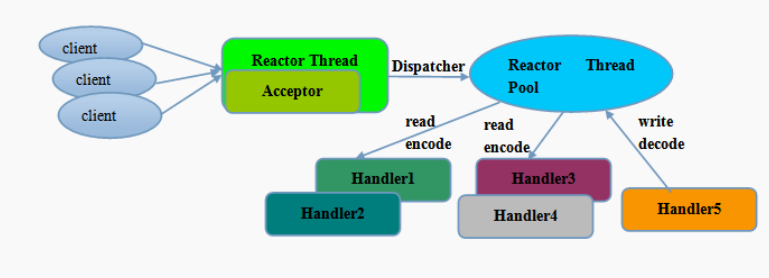 client
client
client
Reactor Thread
Acceptor
Dispatcher
Reactor Thread
Pool
read
encode
read
encode
write
decode
Handler1
Handler2
Handler3
Handler4
Handler5